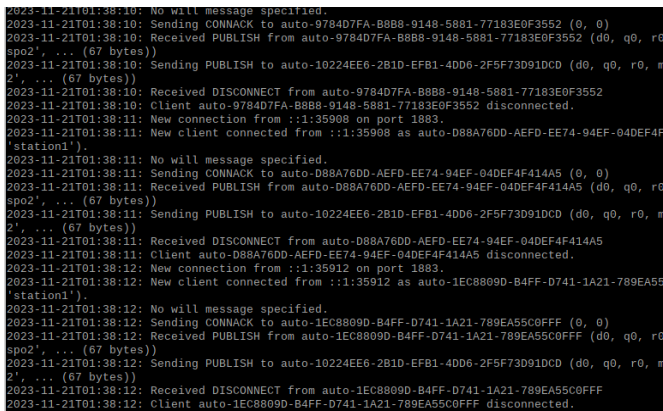 2023-11-21T01:38:10: No will message specified.
2023-11-21T01:38:10: Sending CONNACK to auto-9784D7FA-B8B8-9148-5881-77183E0F3552 (0, 0)
2023-11-21T01:38:10: Received PUBLISH from auto-9784D7FA-B8B8-9148-5881-77183E0F3552 (d0, q0, r0
spo2', ... (67 bytes))
2023-11-21T01:38:10: Sending PUBLISH to auto-10224EE6-2B1D-EFB1-4DD6-2F5F73D91DCD (d0, q0, r0, m
2', ... (67 bytes))
2023-11-21T01:38:10: Received DISCONNECT from auto-9784D7FA-B8B8-9148-5881-77183E0F3552
2023-11-21T01:38:10: Client auto-9784D7FA-B8B8-9148-5881-77183E0F3552 disconnected.
2023-11-21T01:38:11: New connection from ::1:35908 on port 1883.
2023-11-21T01:38:11: New client connected from ::1:35908 as auto-D88A76DD-AEFD-EE74-94EF-04DEF4F
'station1').
2023-11-21T01:38:11: No will message specified.
2023-11-21T01:38:11: Sending CONNACK to auto-D88A76DD-AEFD-EE74-94EF-04DEF4F414A5 (0, 0)
2023-11-21T01:38:11: Received PUBLISH from auto-D88A76DD-AEFD-EE74-94EF-04DEF4F414A5 (d0, q0, r0
spo2', ... (67 bytes))
2023-11-21T01:38:11: Sending PUBLISH to auto-10224EE6-2B1D-EFB1-4DD6-2F5F73D91DCD (d0, q0, r0, m
2', ... (67 bytes))
2023-11-21T01:38:11: Received DISCONNECT from auto-D88A76DD-AEFD-EE74-94EF-04DEF4F414A5
2023-11-21T01:38:11: Client auto-D88A76DD-AEFD-EE74-94EF-04DEF4F414A5 disconnected.
2023-11-21T01:38:12: New connection from ::1:35912 on port 1883.
2023-11-21T01:38:12: New client connected from ::1:35912 as auto-1EC8809D-B4FF-D741-1A21-789EA55
'station1').
2023-11-21T01:38:12: No will message specified.
2023-11-21T01:38:12: Sending CONNACK to auto-1EC8809D-B4FF-D741-1A21-789EA55C0FFF (0, 0)
2023-11-21T01:38:12: Received PUBLISH from auto-1EC8809D-B4FF-D741-1A21-789EA55C0FFF (d0, q0, r0
spo2', ... (67 bytes))
2023-11-21T01:38:12: Sending PUBLISH to auto-10224EE6-2B1D-EFB1-4DD6-2F5F73D91DCD (d0, q0, r0, m
2', ... (67 bytes))
2023-11-21T01:38:12: Received DISCONNECT from auto-1EC8809D-B4FF-D741-1A21-789EA55C0FFF
2023-11-21T01:38:12: Client auto-1EC8809D-B4FF-D741-1A21-789EA55C0FFF disconnected.